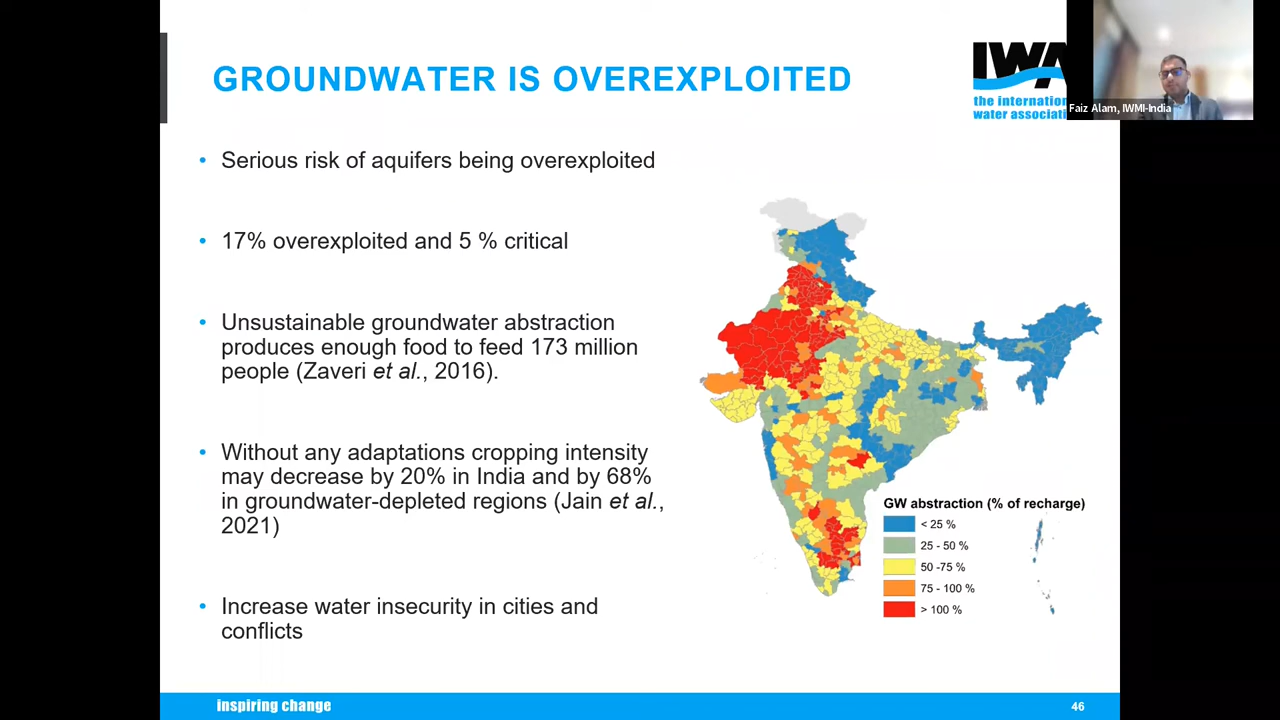 GROUNDWATER IS OVEREXPLOITED
IWA
the internation
water associati
Faiz Alam, IWMI-India
• Serious risk of aquifers being overexploited
• 17% overexploited and 5 % critical
• Unsustainable groundwater abstraction
produces enough food to feed 173 million
people (Zaveri et al., 2016).
• Without any adaptations cropping intensity
may decrease by 20% in India and by 68%
in groundwater-depleted regions (Jain et al.,
2021)
• Increase water insecurity in cities and
conflicts
GW abstraction (% of recharge)
< 25 %
25 - 50 %
50 -75 %
75 - 100 %
> 100 %
inspiring change
46